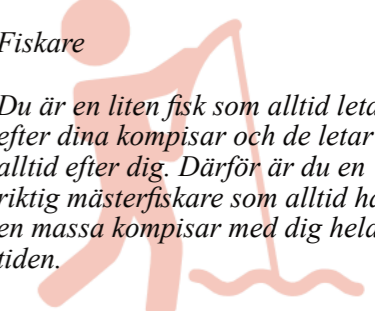 Fiskare
Du är en liten fisk som alltid leta
efter dina kompisar och de letar
alltid efter dig. Därför är du en
riktig mästerfiskare som alltid ha
en massa kompisar med dig hela
tiden.